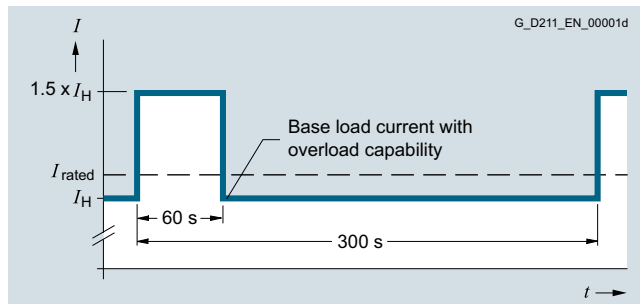 G_D211_EN_00001d
I
1.5 x I_H
Base load current with
overload capability
I_rated
I_H
60 s
300 s
t